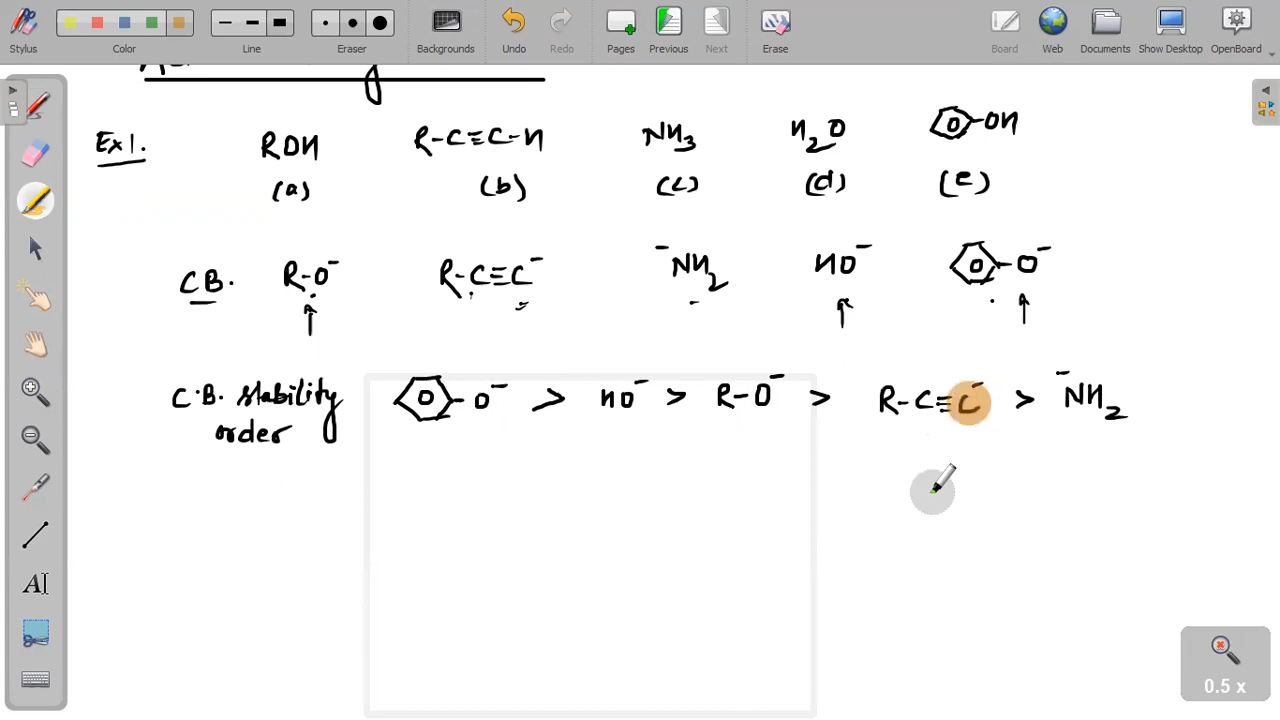 Stylus Color Line Eraser Backgrounds Undo Redo Pages Previous Next Erase Board Web Documents Show Desktop OpenBoard
Ex1. ROH R-C≡C-H NH3 H2O ⌬-OH
(a) (b) (c) (d) (e)
CB. R-O⁻ R-C≡C⁻ ⁻NH2 HO⁻ ⌬-O⁻
C.B. stability ⌬-O⁻ > HO⁻ > R-O⁻ > R-C≡C⁻ > ⁻NH2
order
0.5 x